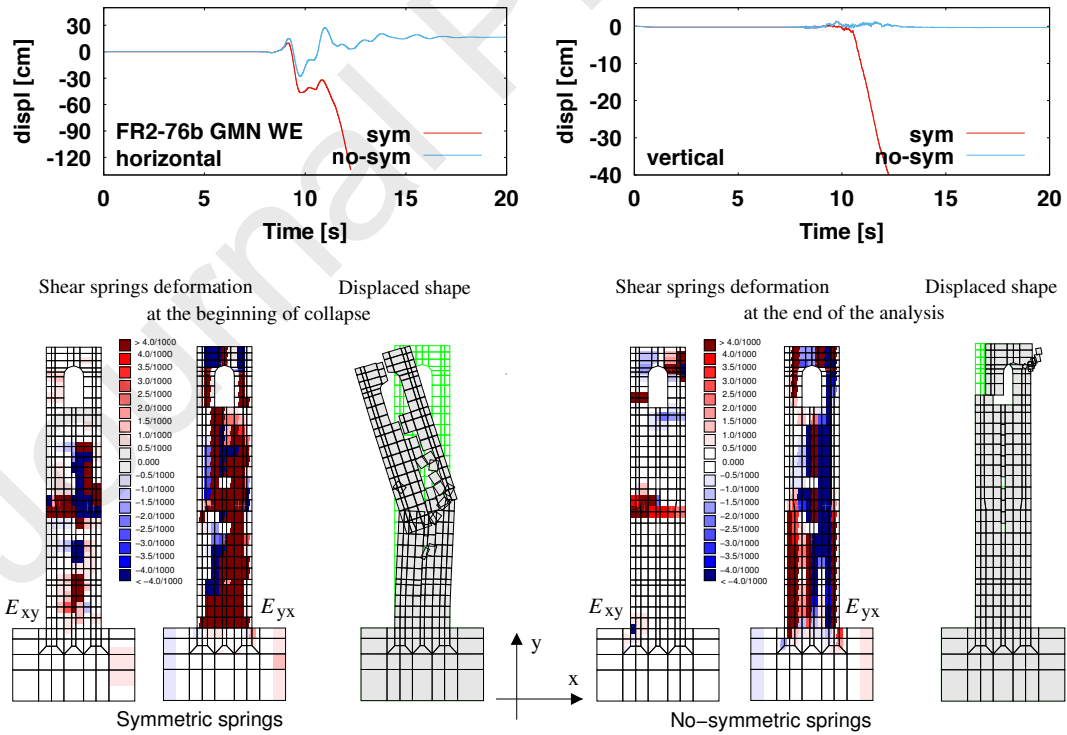 30
0
-30
-60
-90
-120
displ [cm]
FR2-76b GMN WE
horizontal
sym
no-sym
0
5
10
15
20
Time [s]
0
-10
-20
-30
-40
displ [cm]
vertical
sym
no-sym
0
5
10
15
20
Time [s]
Shear springs deformation
Displaced shape
at the beginning of collapse
> 4.0/1000
4.0/1000
3.5/1000
3.0/1000
2.5/1000
2.0/1000
1.5/1000
1.0/1000
0.5/1000
0.000
−0.5/1000
−1.0/1000
−1.5/1000
−2.0/1000
−2.5/1000
−3.0/1000
−3.5/1000
−4.0/1000
< −4.0/1000
E xy
E yx
Symmetric springs
y
x
Shear springs deformation
Displaced shape
at the end of the analysis
> 4.0/1000
4.0/1000
3.5/1000
3.0/1000
2.5/1000
2.0/1000
1.5/1000
1.0/1000
0.5/1000
0.000
−0.5/1000
−1.0/1000
−1.5/1000
−2.0/1000
−2.5/1000
−3.0/1000
−3.5/1000
−4.0/1000
< −4.0/1000
E xy
E yx
No−symmetric springs
Journal P